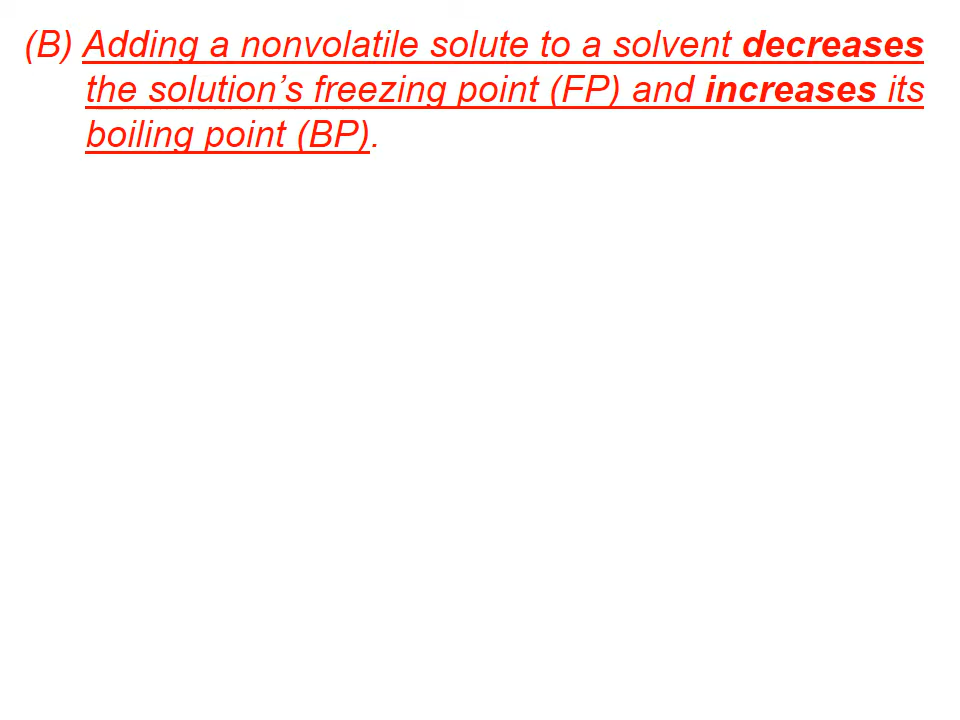 (B) Adding a nonvolatile solute to a solvent decreases
the solution’s freezing point (FP) and increases its
boiling point (BP).